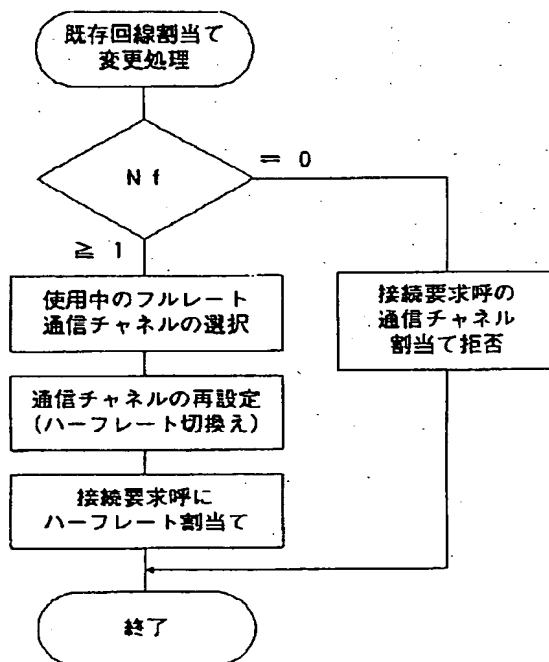 既存回線割当て
変更処理
Nf
= 0
≧ 1
使用中のフルレート
通信チャネルの選択
接続要求呼の
通信チャネル
割当て拒否
通信チャネルの再設定
(ハーフレート切換え)
接続要求呼に
ハーフレート割当て
終了